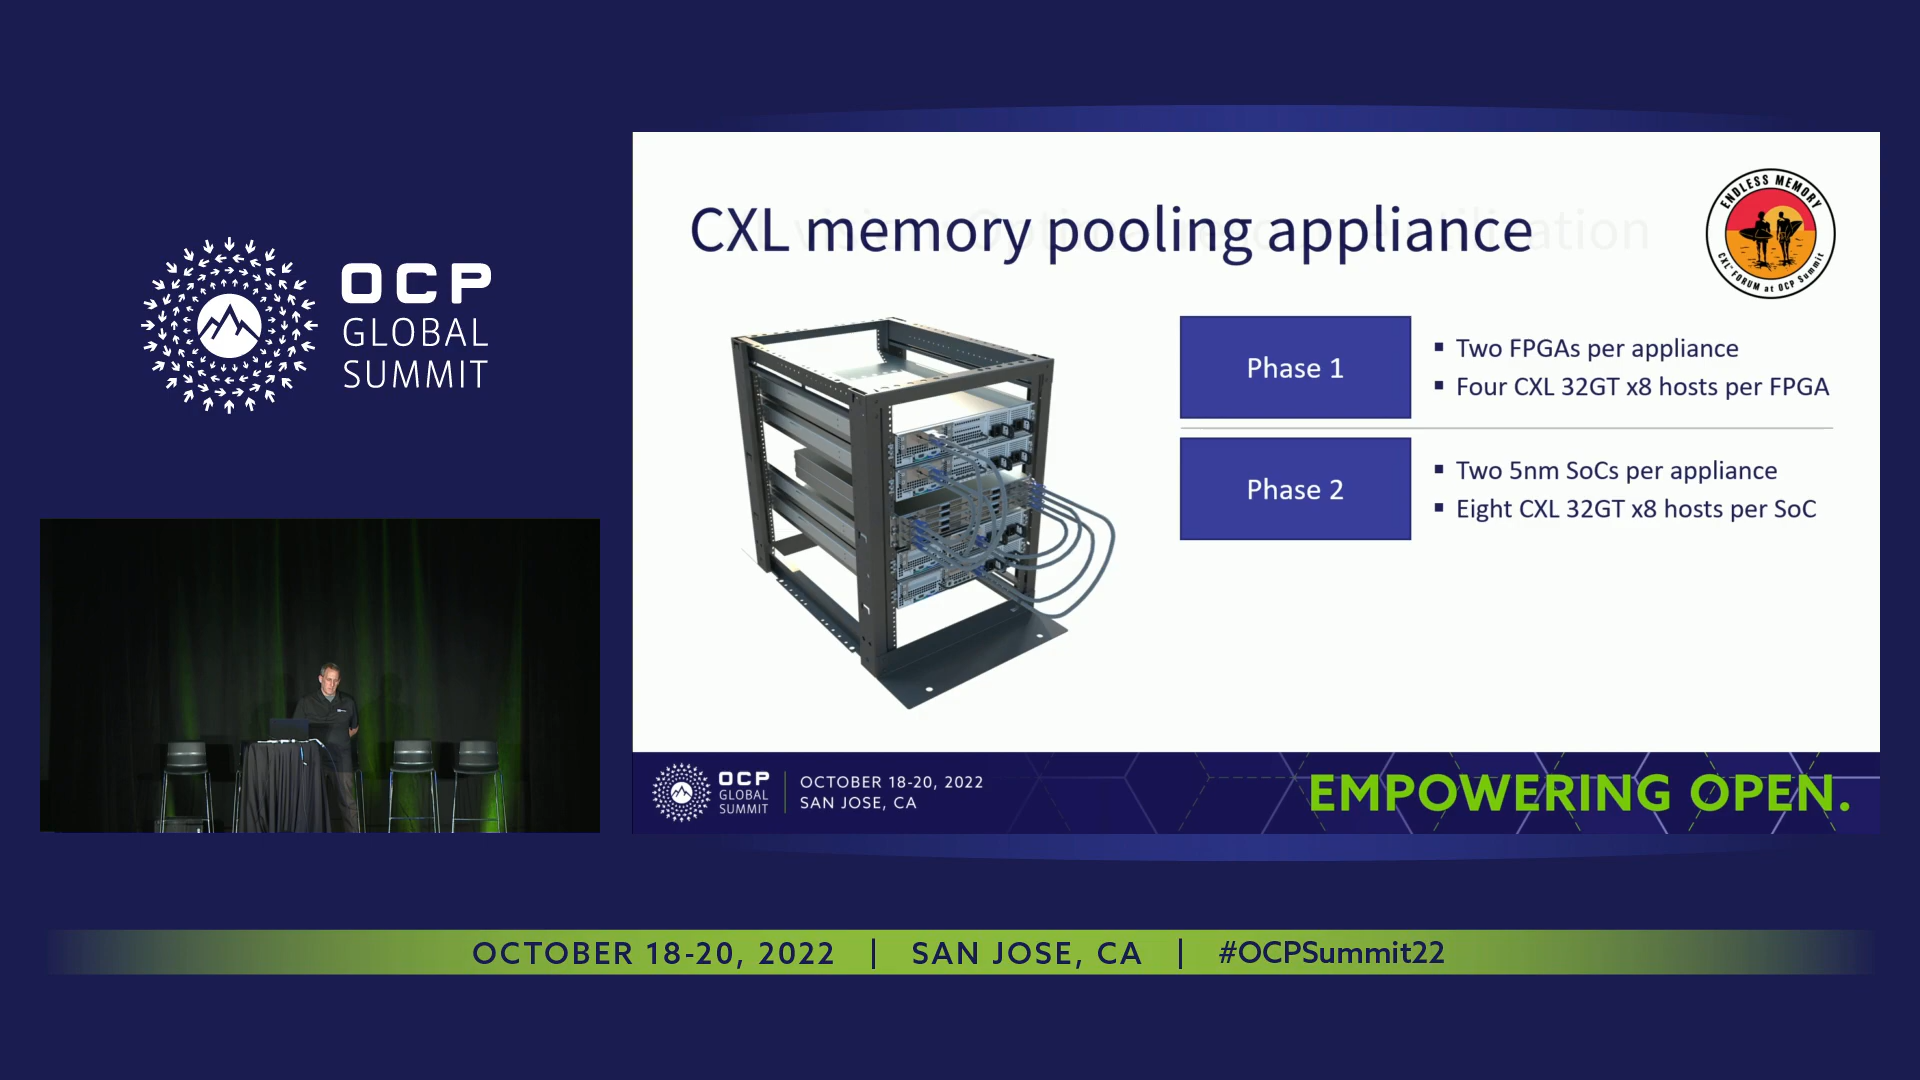 OCP
GLOBAL
SUMMIT
CXL memory pooling appliance
ENDLESS MEMORY
CXL™ FORUM at OCP Summit
Phase 1
▪ Two FPGAs per appliance
▪ Four CXL 32GT x8 hosts per FPGA
Phase 2
▪ Two 5nm SoCs per appliance
▪ Eight CXL 32GT x8 hosts per SoC
OCP
GLOBAL
SUMMIT
OCTOBER 18-20, 2022
SAN JOSE, CA
EMPOWERING OPEN.
OCTOBER 18-20, 2022 | SAN JOSE, CA | #OCPSummit22